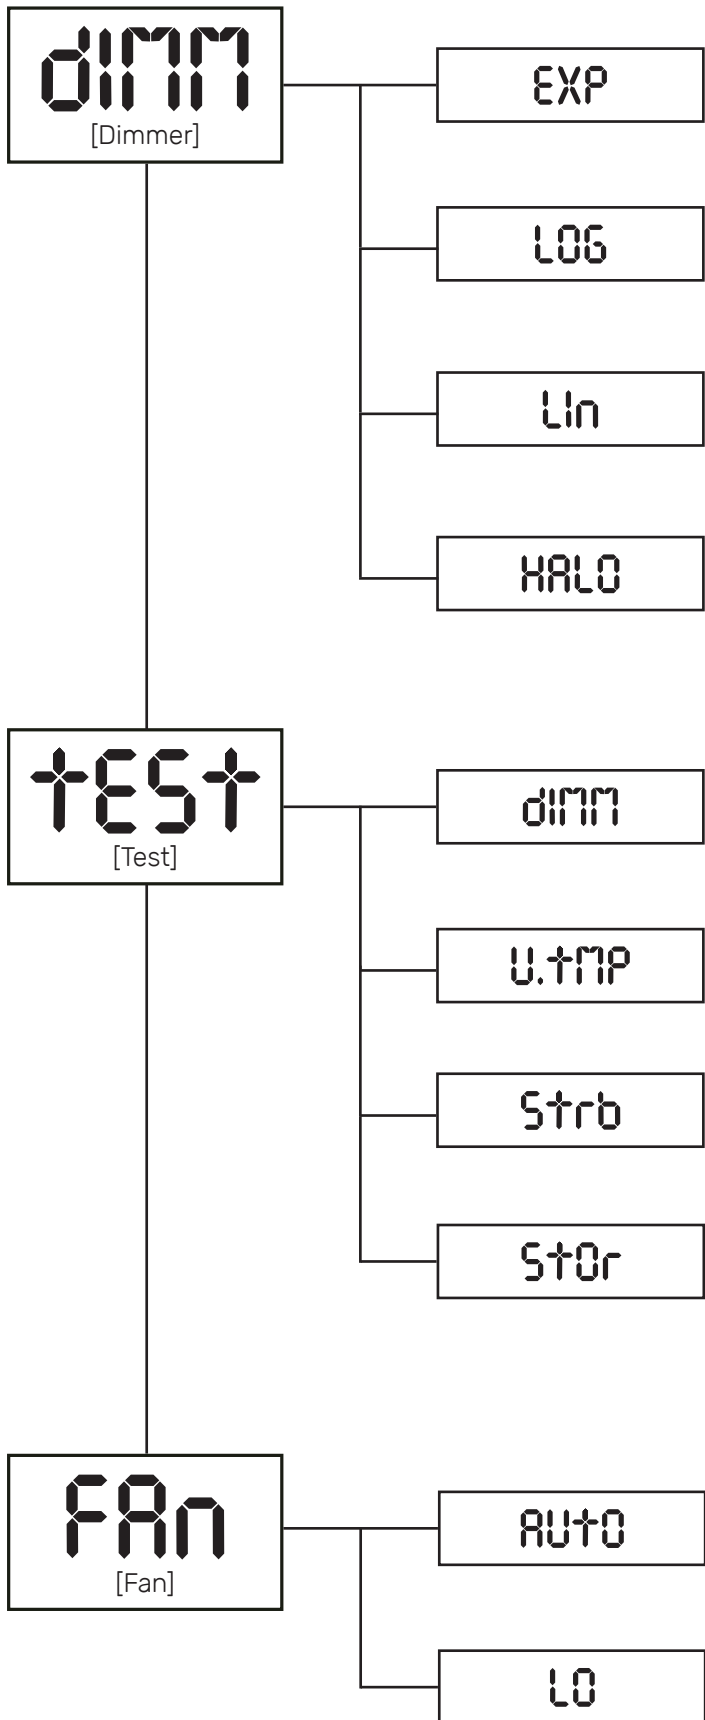 dIMM
[Dimmer]
EXP
LOG
LIn
HALO
tESt
[Test]
dIMM
U.tMP
Strb
StOr
FAn
[Fan]
AUtO
LO